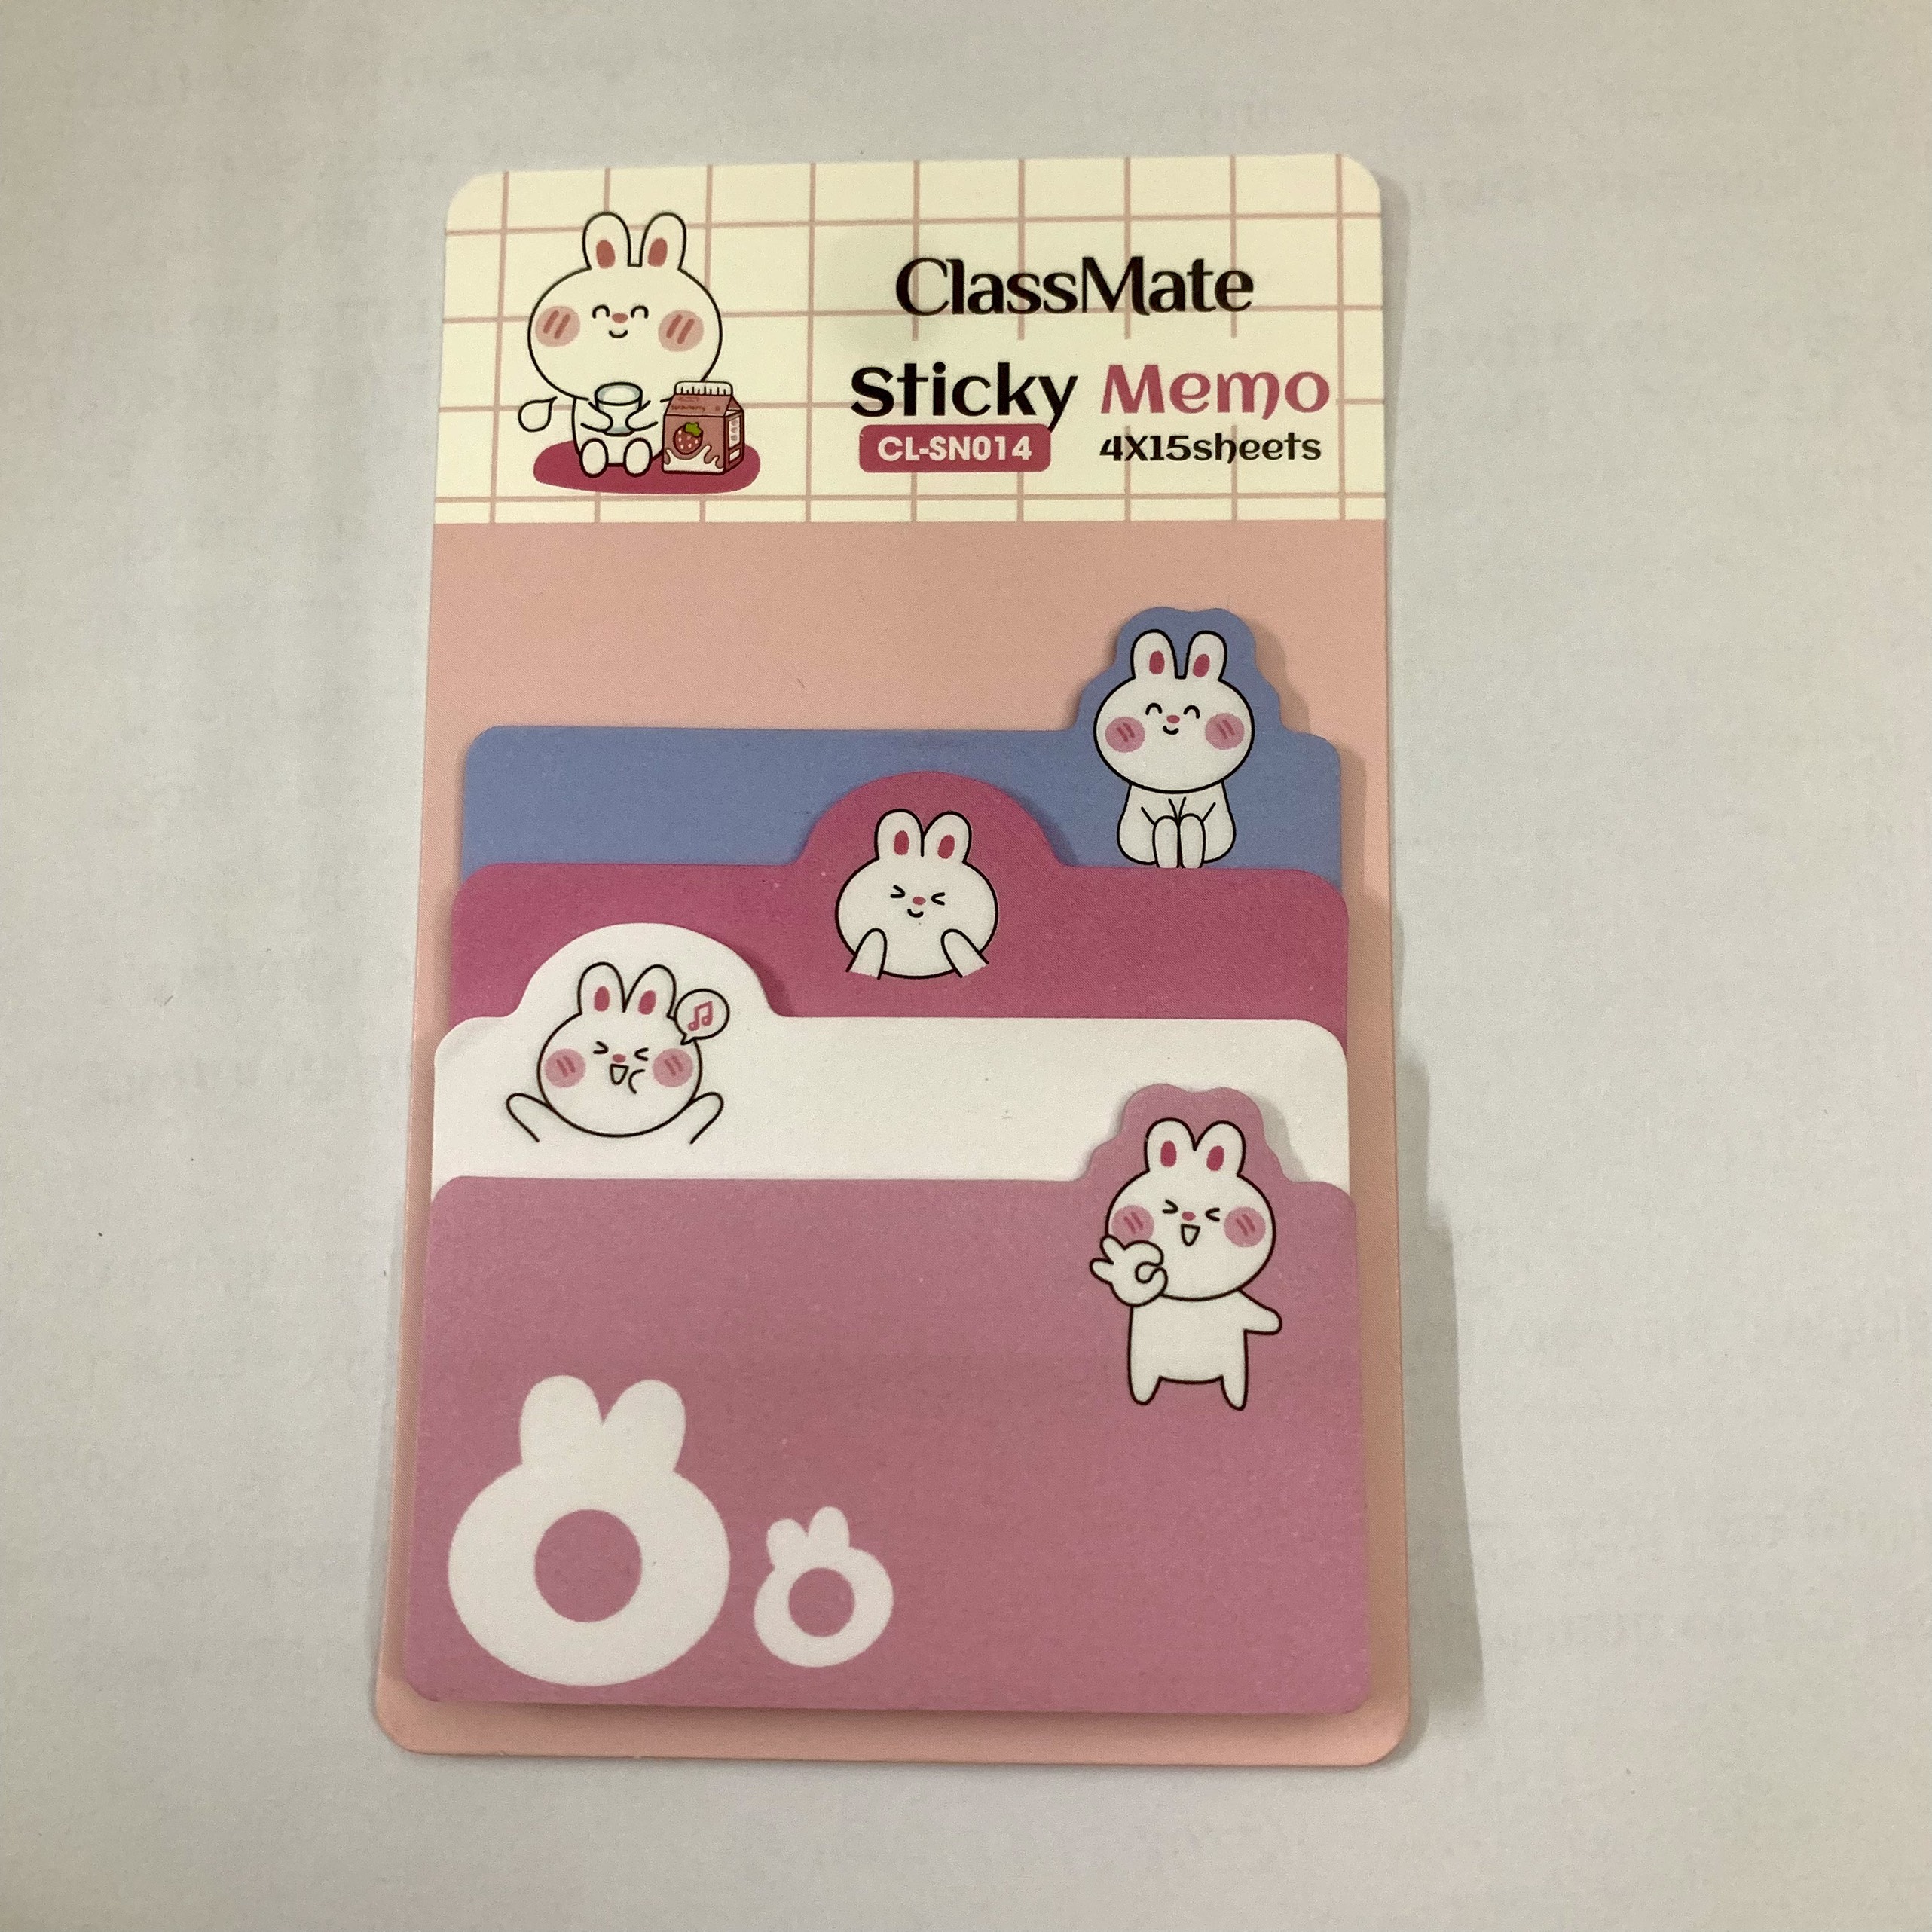 ClassMate
Sticky Memo
CL-SN014 4X15sheets